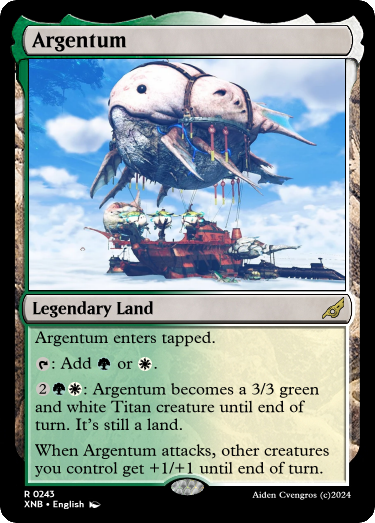 Argentum
Legendary Land
Argentum enters tapped.
: Add or .
2 : Argentum becomes a 3/3 green
and white Titan creature until end of
turn. It's still a land.
When Argentum attacks, other creatures
you control get +1/+1 until end of turn.
R 0243
XNB • English
Aiden Cvengros (c)2024